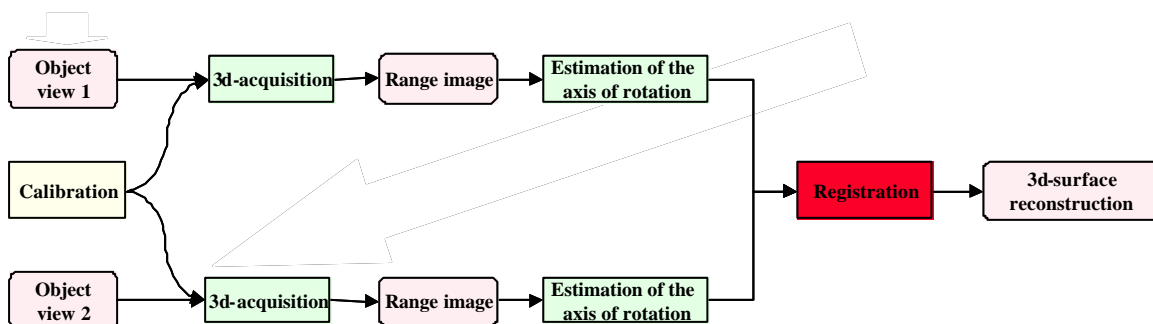 Object
view 1
3d-acquisition
Range image
Estimation of the
axis of rotation
Calibration
Registration
3d-surface
reconstruction
Object
view 2
3d-acquisition
Range image
Estimation of the
axis of rotation